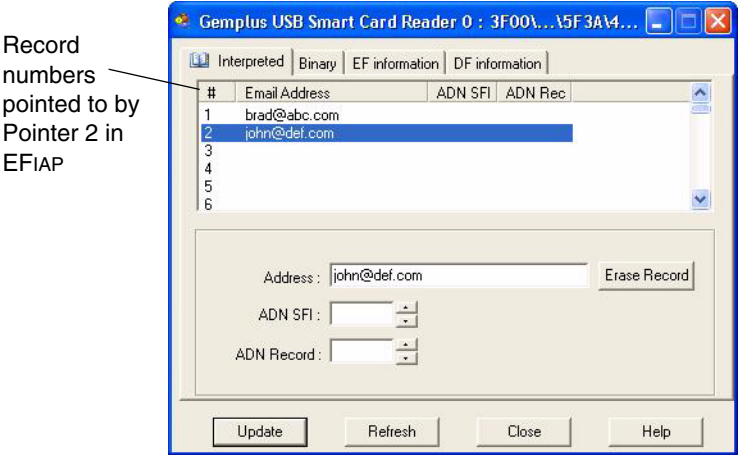 Record
numbers
pointed to by
Pointer 2 in
EFIAP
Gemplus USB Smart Card Reader 0 : 3F00\...\5F3A\4...
Interpreted Binary EF information DF information
# Email Address ADN SFI ADN Rec
1 brad@abc.com
2 john@def.com
3
4
5
6
Address : john@def.com Erase Record
ADN SFI :
ADN Record :
Update Refresh Close Help